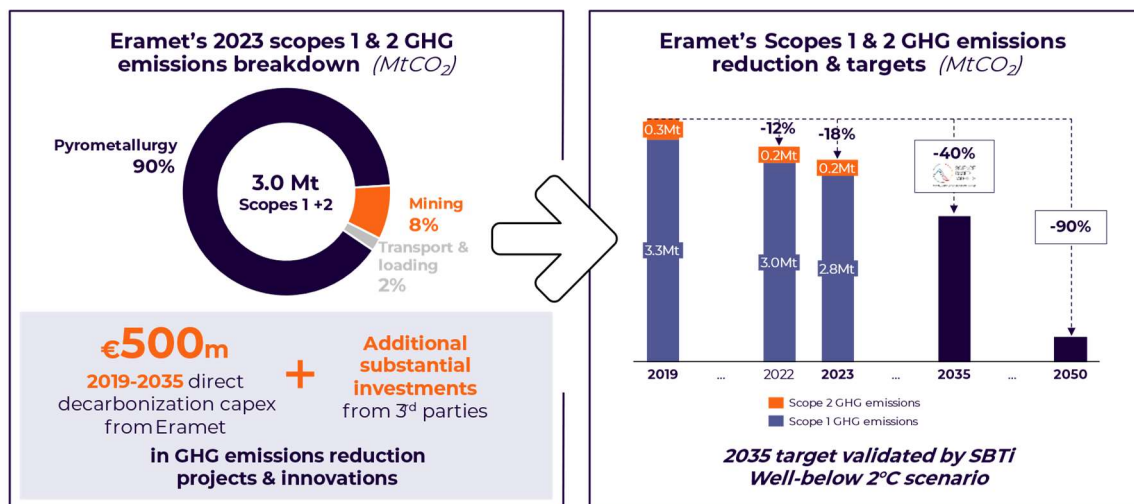 Eramet's 2023 scopes 1 & 2 GHG
emissions breakdown (MtCO2)
Pyrometallurgy
90%
3.0 Mt
Scopes 1 +2
Mining
8%
Transport &
loading
2%
€500m
2019-2035 direct
decarbonization capex
from Eramet
+
Additional
substantial
investments
from 3rd parties
in GHG emissions reduction
projects & innovations
Eramet's Scopes 1 & 2 GHG emissions
reduction & targets (MtCO2)
0.3Mt
3.3Mt
-12%
0.2Mt
3.0Mt
-18%
0.2Mt
2.8Mt
-40%
-90%
2019 ... 2022 2023 ... 2035 ... 2050
Scope 2 GHG emissions
Scope 1 GHG emissions
2035 target validated by SBTi
Well-below 2°C scenario